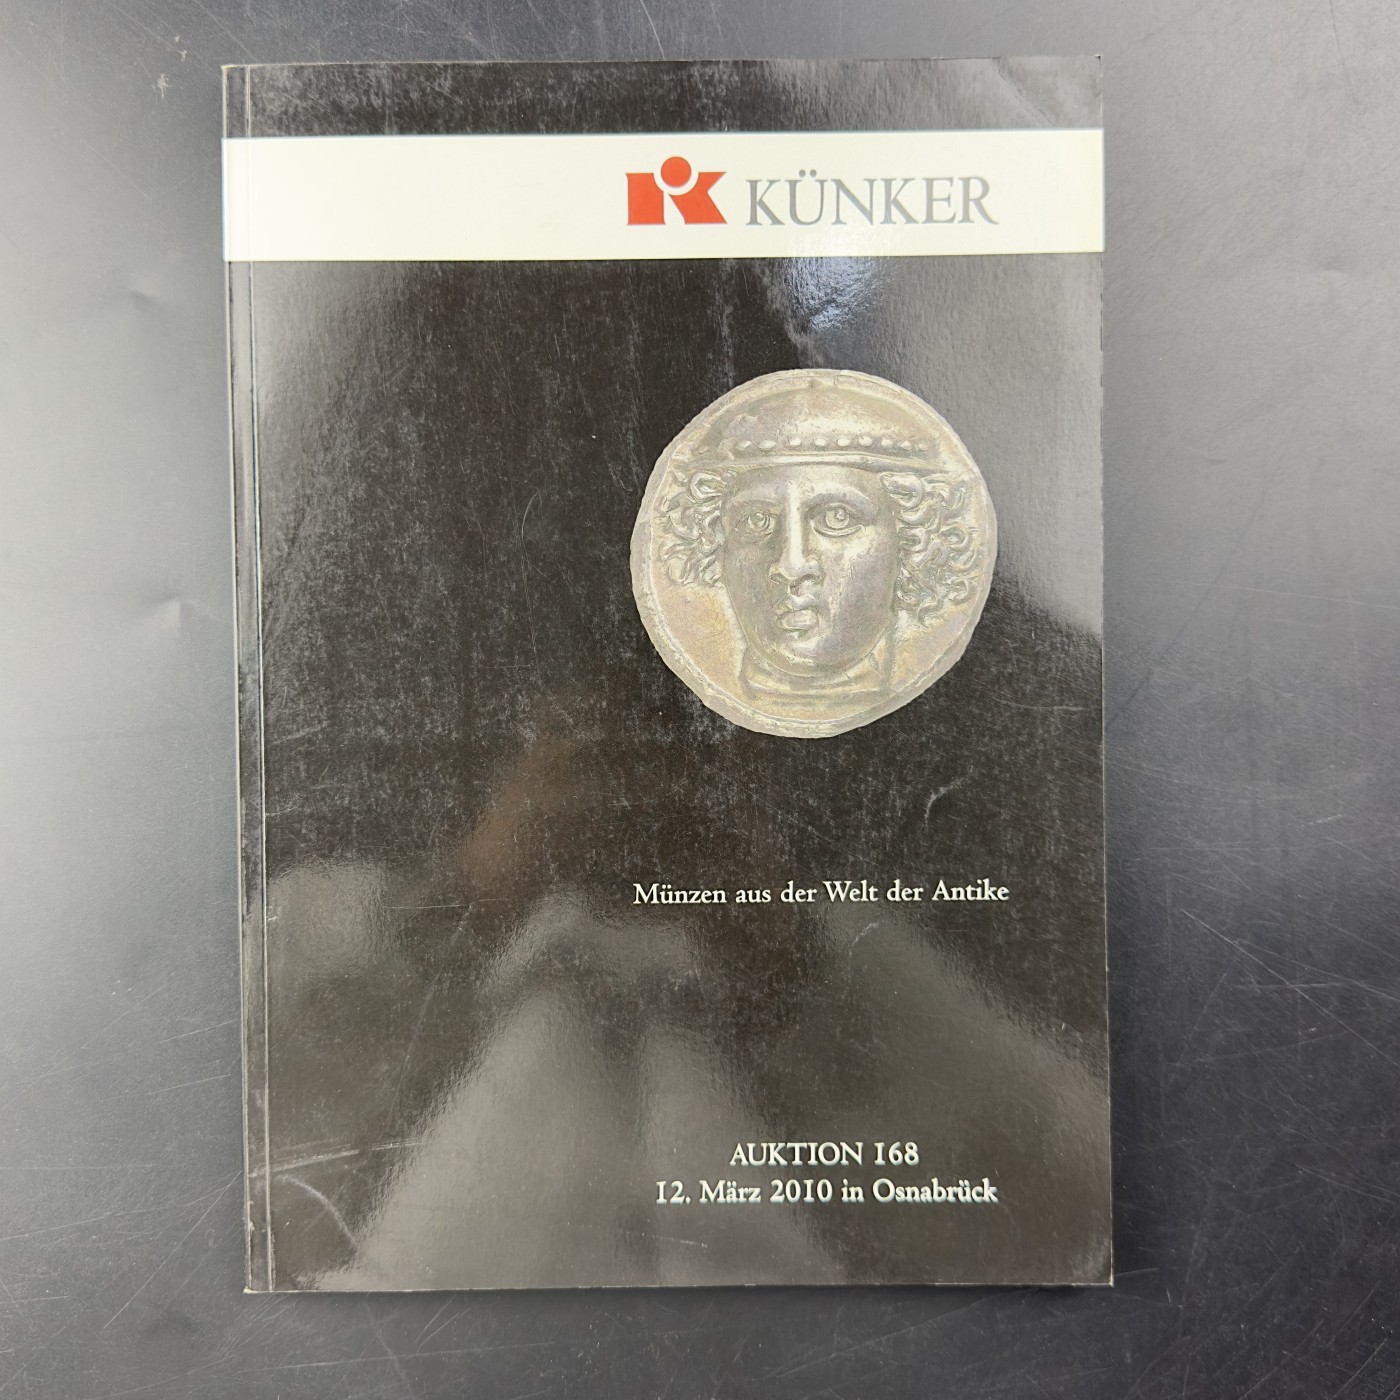 KÜNKER
Münzen aus der Welt der Antike
AUKTION 168
12. März 2010 in Osnabrück